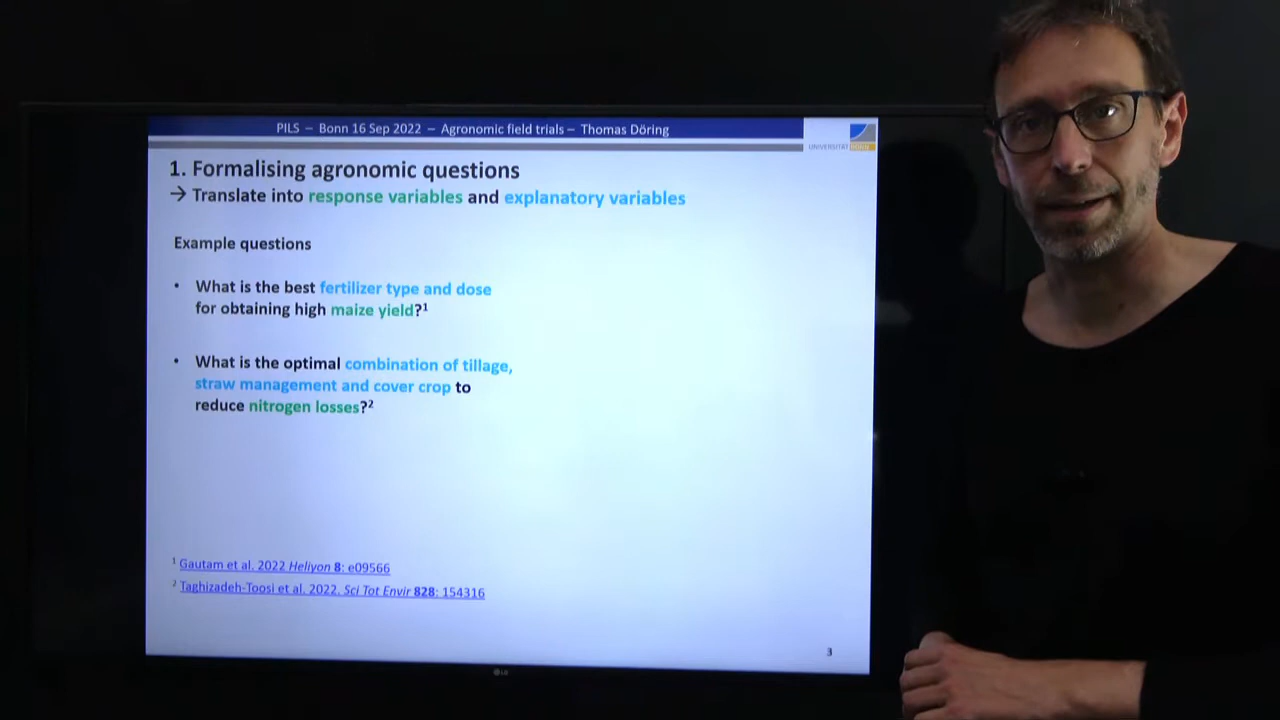 PILS – Bonn 16 Sep 2022 – Agronomic field trials – Thomas Döring
UNIVERSITÄT BONN
1. Formalising agronomic questions
→ Translate into response variables and explanatory variables
Example questions
• What is the best fertilizer type and dose
for obtaining high maize yield?¹
• What is the optimal combination of tillage,
straw management and cover crop to
reduce nitrogen losses?²
¹ Gautam et al. 2022 Heliyon 8: e09566
² Taghizadeh-Toosi et al. 2022. Sci Tot Envir 828: 154316
3
LG